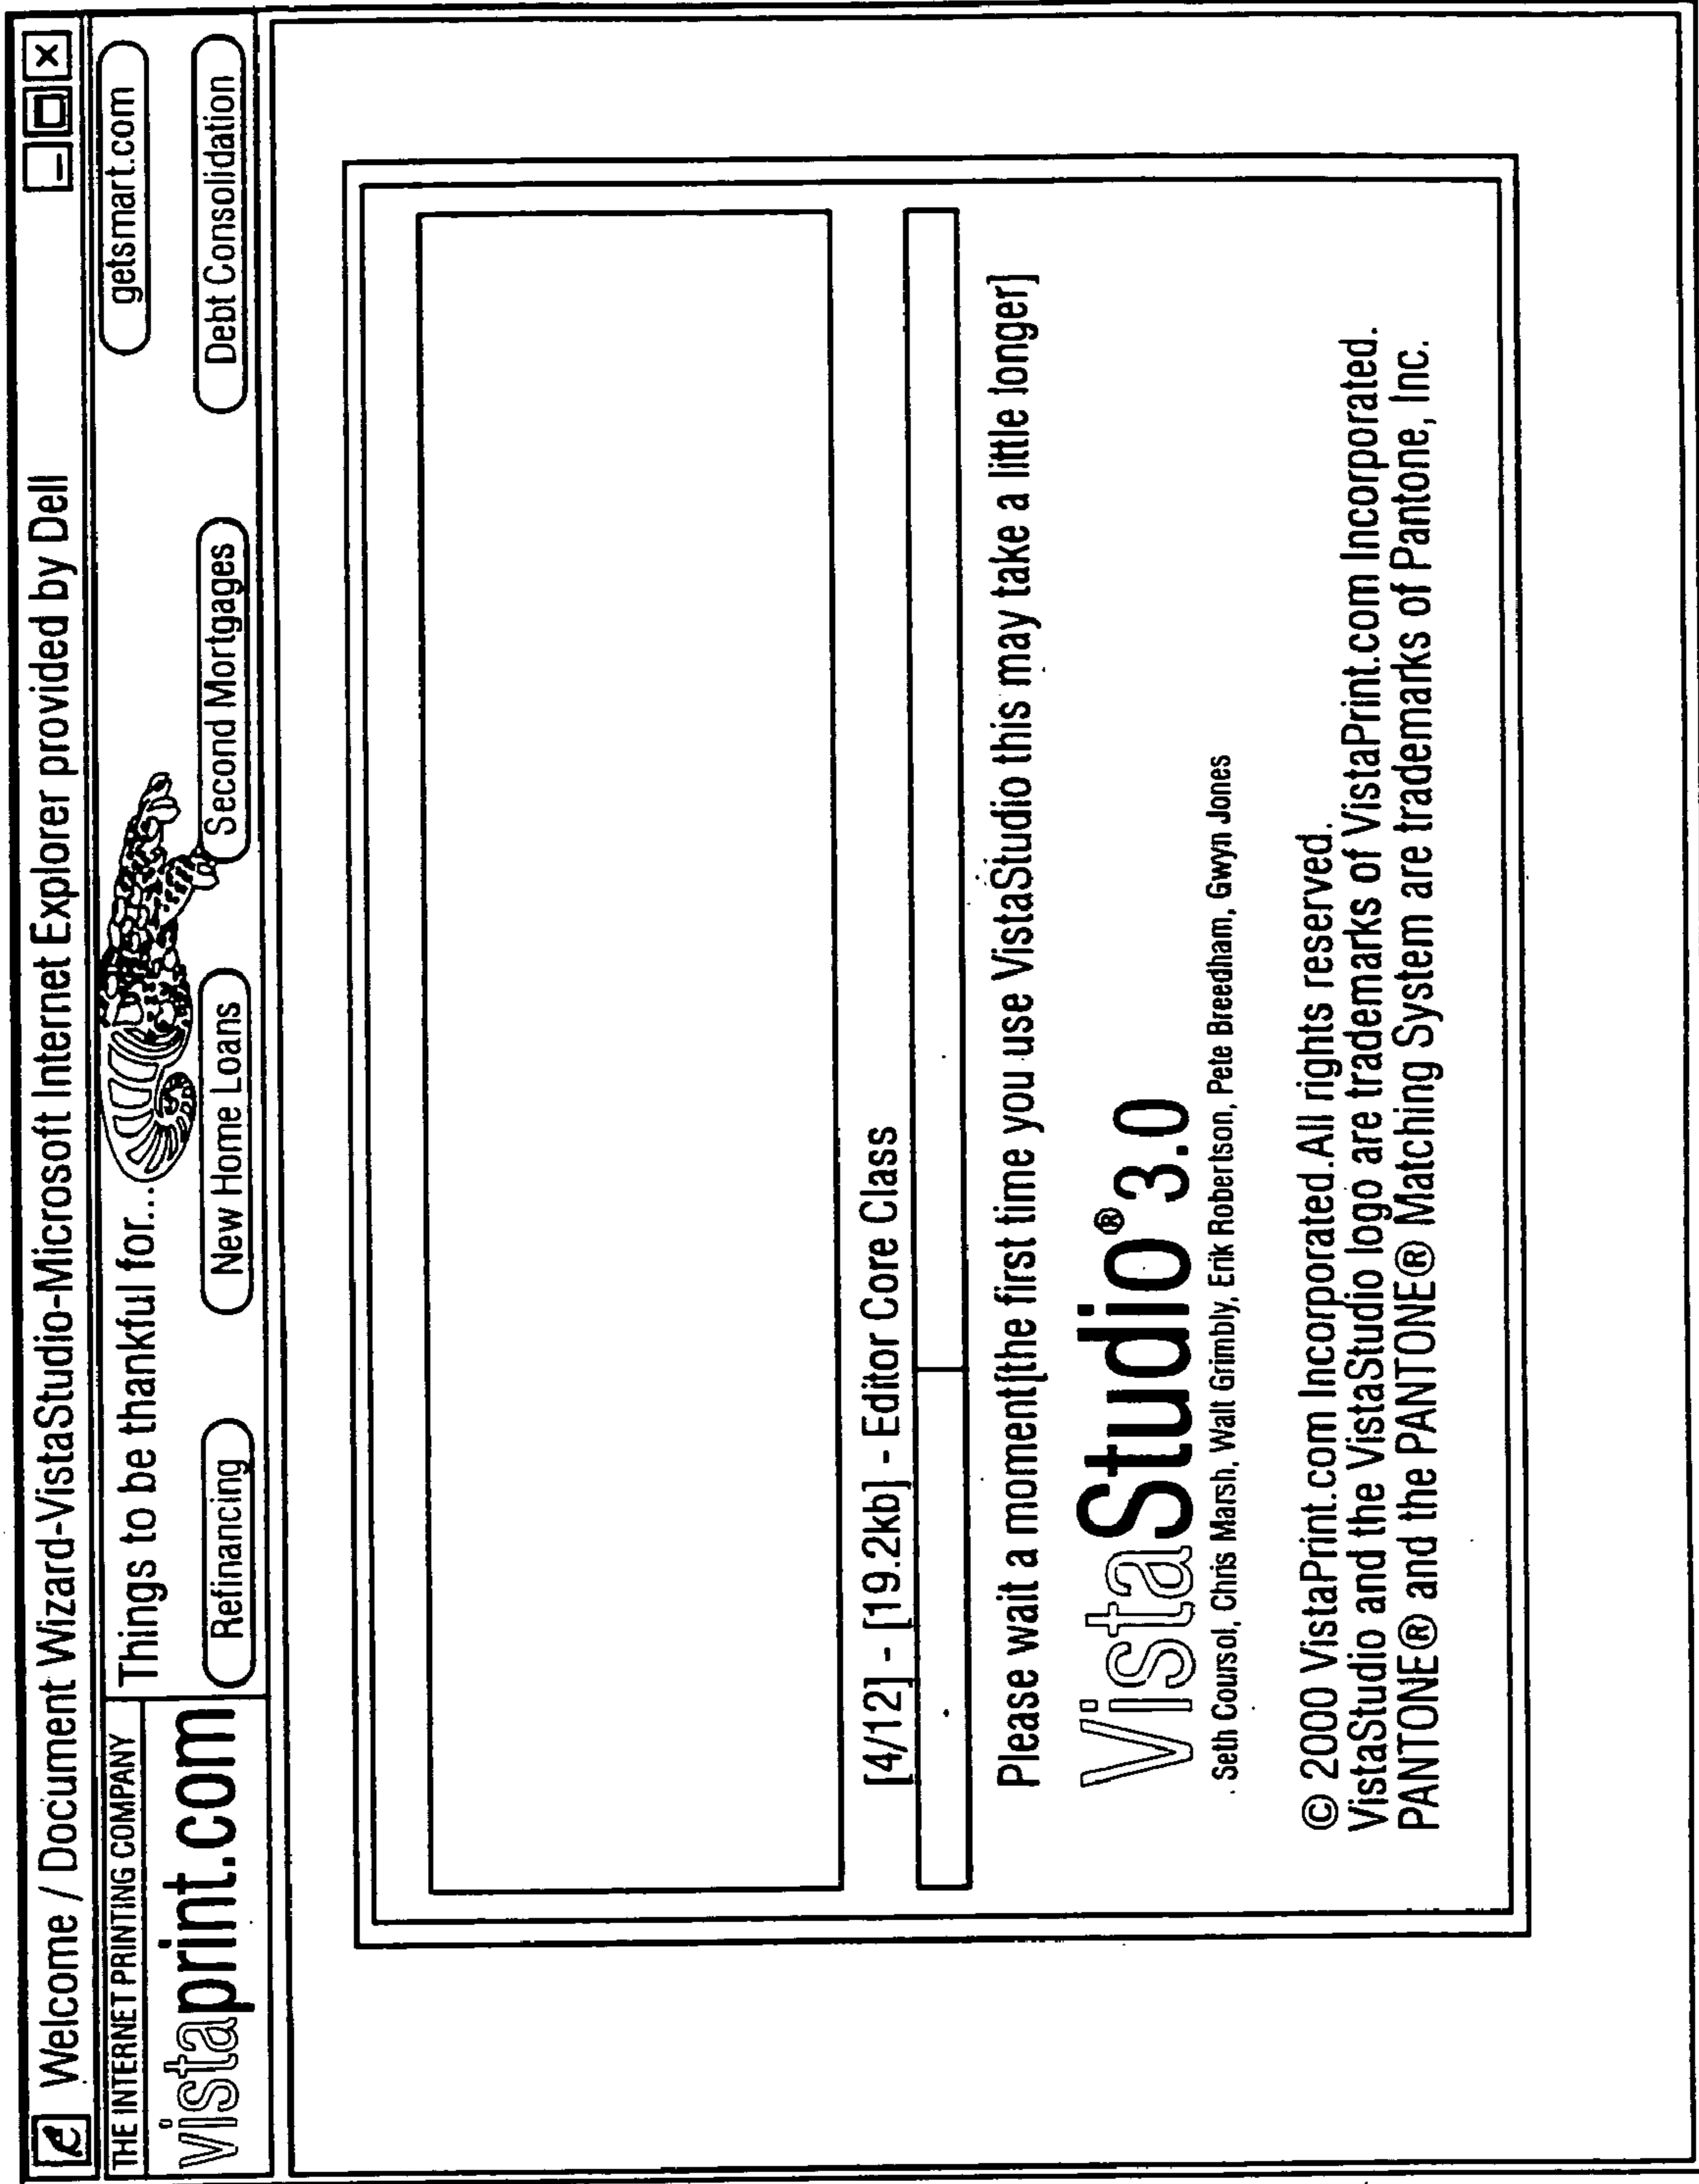 Welcome / Document Wizard-VistaStudio-Microsoft Internet Explorer provided by Dell
THE INTERNET PRINTING COMPANY
vistaprint.com
Things to be thankful for...
getsmart.com
Refinancing
New Home Loans
Second Mortgages
Debt Consolidation
[4/12] - [19.2kb] - Editor Core Class
Please wait a moment[the first time you use VistaStudio this may take a little longer]
VistaStudio® 3.0
Seth Coursol, Chris Marsh, Walt Grimbly, Erik Robertson, Pete Breedham, Gwyn Jones
© 2000 VistaPrint.com Incorporated.All rights reserved.
VistaStudio and the VistaStudio logo are trademarks of VistaPrint.com Incorporated.
PANTONE® and the PANTONE® Matching System are trademarks of Pantone, Inc.